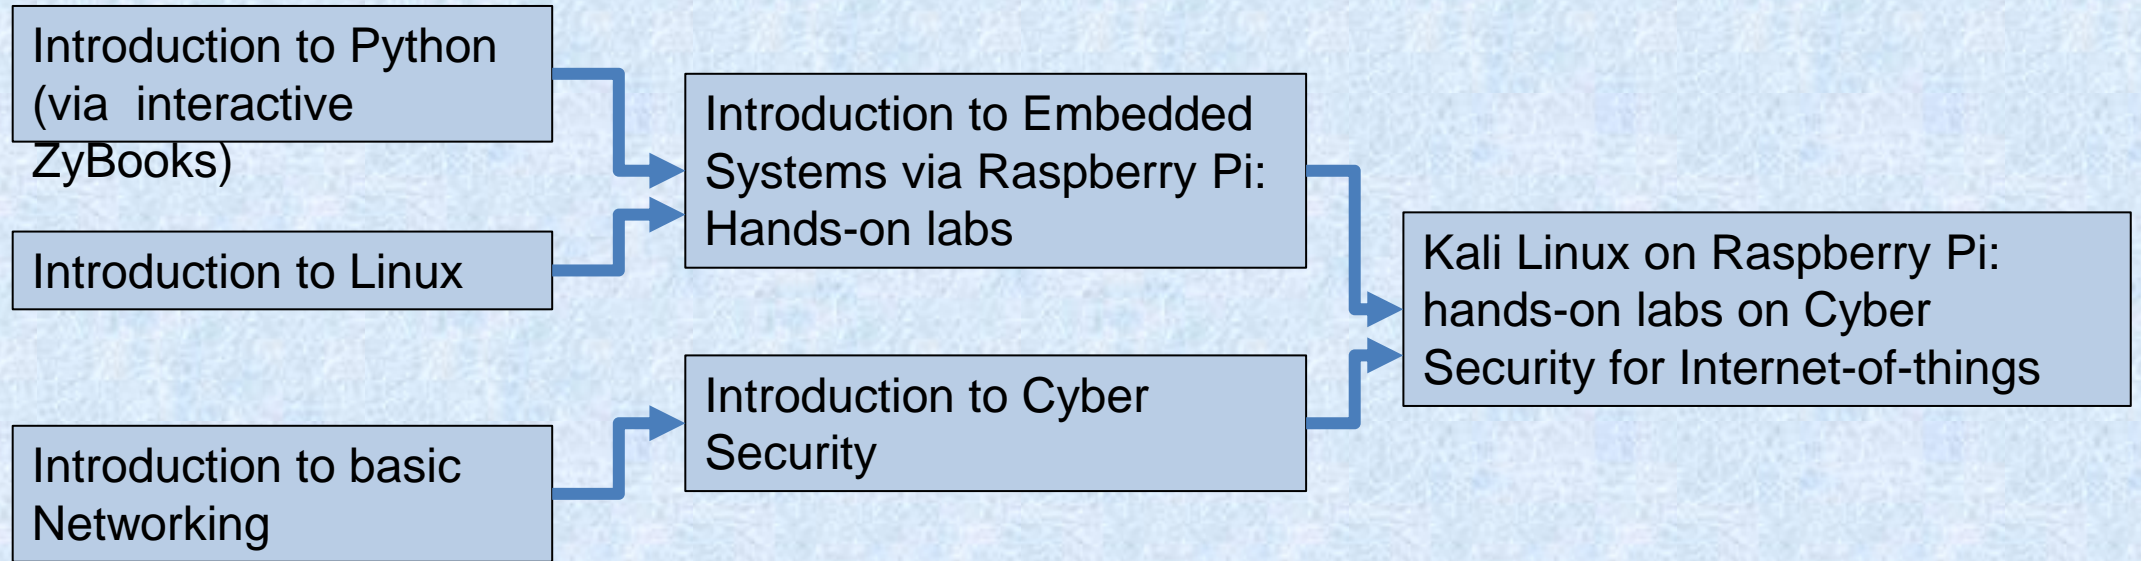 Introduction to Python
(via interactive
ZyBooks)
Introduction to Linux
Introduction to basic
Networking
Introduction to Embedded
Systems via Raspberry Pi:
Hands-on labs
Introduction to Cyber
Security
Kali Linux on Raspberry Pi:
hands-on labs on Cyber
Security for Internet-of-things